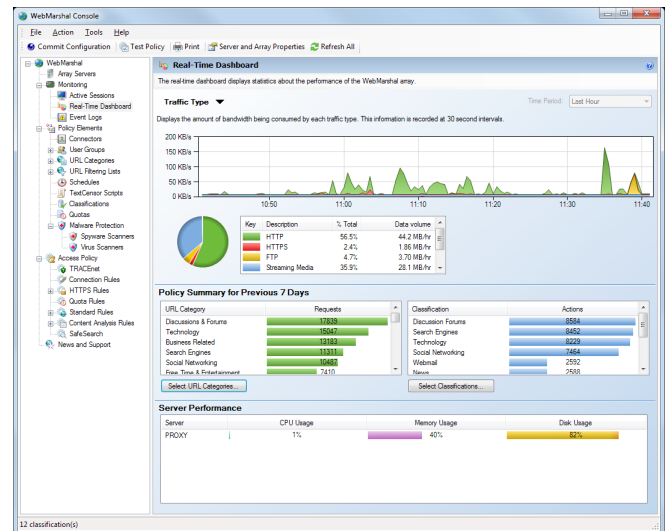 WebMarshal Console
File Action Tools Help
Commit Configuration Test Policy Print Server and Array Properties Refresh All
WebMarshal
Array Servers
Monitoring
Active Sessions
Real-Time Dashboard
Event Logs
Policy Elements
Connectors
User Groups
URL Categories
URL Filtering Lists
Schedules
TextCensor Scripts
Classifications
Quotas
Malware Protection
Spyware Scanners
Virus Scanners
Access Policy
TRACEnet
Connection Rules
HTTPS Rules
Quota Rules
Standard Rules
Content Analysis Rules
SafeSearch
News and Support
Real-Time Dashboard
The real-time dashboard displays statistics about the performance of the WebMarshal array.
Traffic Type Time Period: Last Hour
Displays the amount of bandwidth being consumed by each traffic type. This information is recorded at 30 second intervals.
200 KB/s
150 KB/s
100 KB/s
50 KB/s
0 KB/s
10:50 11:00 11:10 11:20 11:30 11:40
Key Description % Total Data volume
HTTP 56.5% 44.2 MB/hr
HTTPS 2.4% 1.86 MB/hr
FTP 4.7% 3.70 MB/hr
Streaming Media 35.9% 28.1 MB/hr
Policy Summary for Previous 7 Days
URL Category Requests
Discussions & Forums 17839
Technology 15047
Business Related 13183
Search Engines 11311
Social Networking 10487
Free Time & Entertainment 7410
Select URL Categories...
Classification Actions
Discussion Forums 8584
Search Engines 8452
Technology 8229
Social Networking 7464
Webmail 2592
News 2588
Select Classifications...
Server Performance
Server CPU Usage Memory Usage Disk Usage
PROXY 1% 40% 82%
12 classification(s)